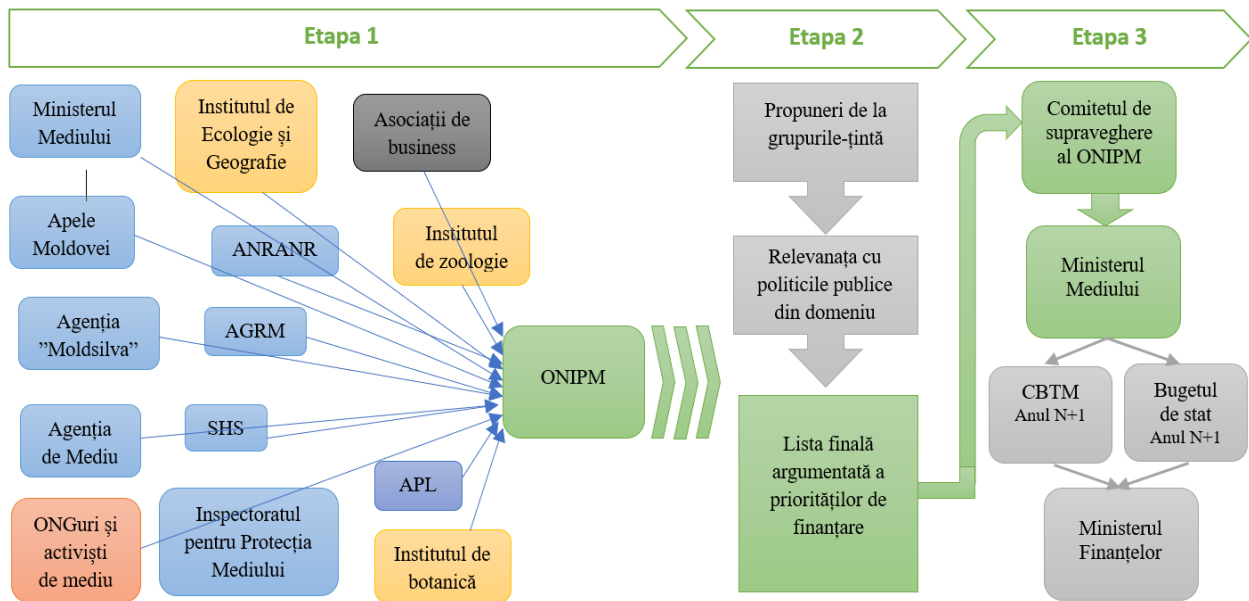 Etapa 1
Etapa 2
Etapa 3
Ministerul
Mediului
Institutul de
Ecologie și
Geografie
Asociații de
business
Apele
Moldovei
ANRANR
Institutul
de zoologie
Agenția
”Moldsilva”
AGRM
ONIPM
Agenția
de Mediu
SHS
APL
ONGuri și
activiști
de mediu
Inspectoratul
pentru Protecția
Mediului
Institutul de
botanică
Propuneri de la
grupurile-țintă
Relevanața cu
politicile publice
din domeniu
Lista finală
argumentată a
priorităților de
finanțare
Comitetul de
supraveghere
al ONIPM
Ministerul
Mediului
CBTM
Anul N+1
Bugetul
de stat
Anul N+1
Ministerul
Finanțelor